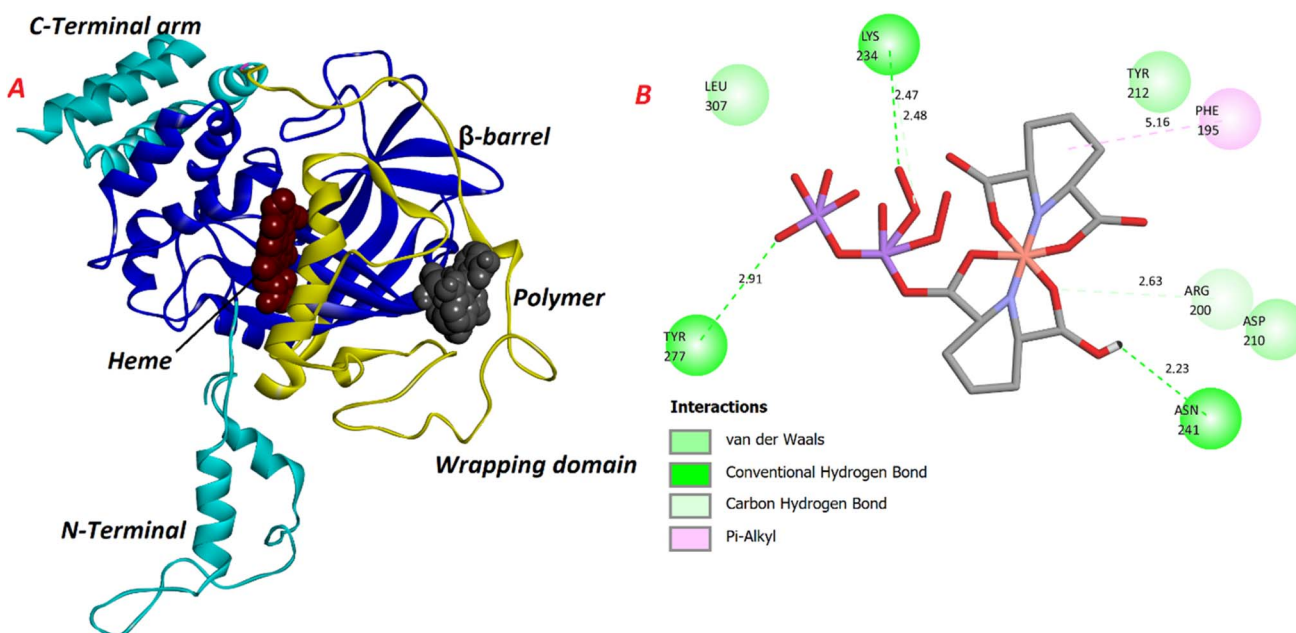 C-Terminal arm
A
β-barrel
Polymer
Heme
Wrapping domain
N-Terminal
B
LYS
234
LEU
307
TYR
212
PHE
195
2.47
2.48
5.16
2.91
2.63
ARG
200
ASP
210
TYR
277
2.23
ASN
241
Interactions
van der Waals
Conventional Hydrogen Bond
Carbon Hydrogen Bond
Pi-Alkyl